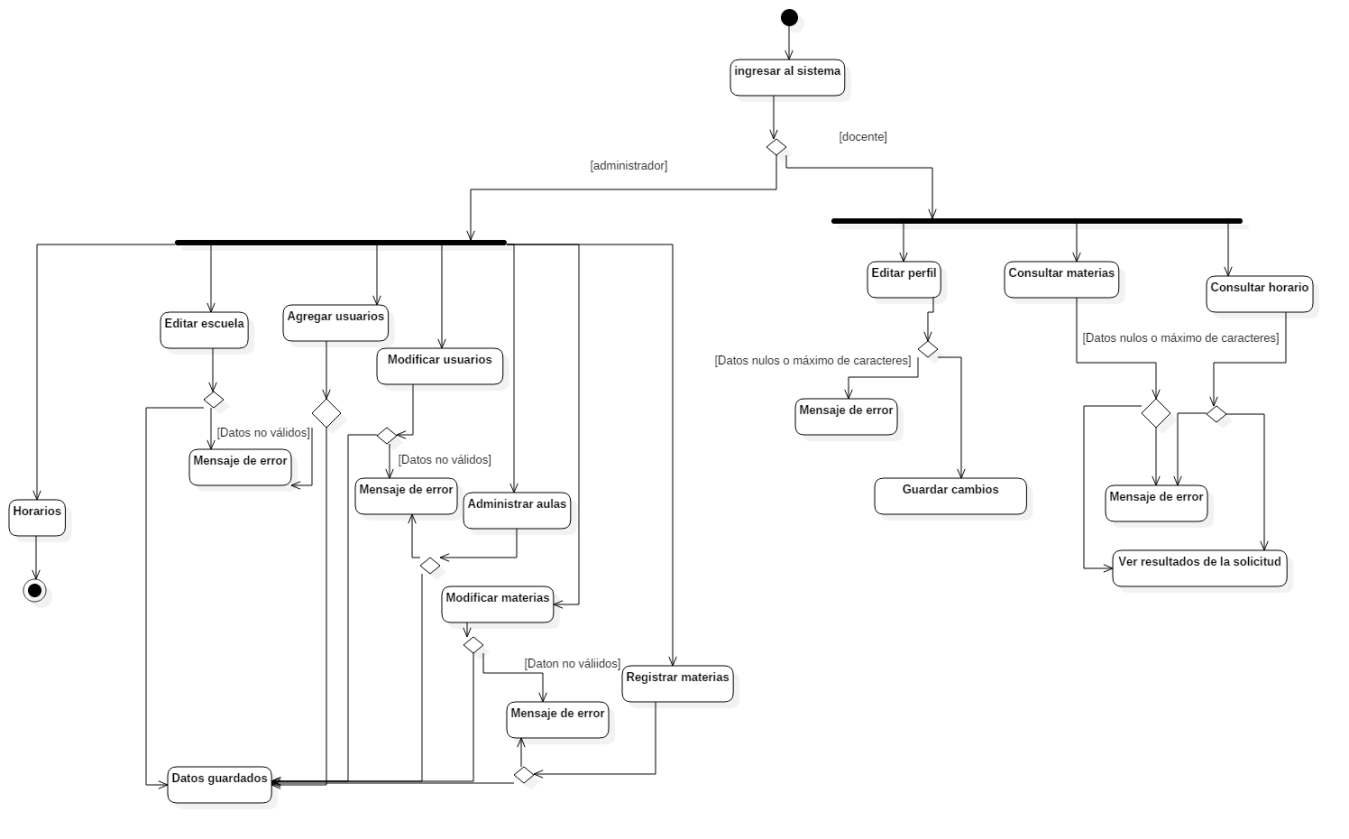 ingresar al sistema
[docente]
[administrador]
Editar perfil
Consultar materias
Consultar horario
Editar escuela
Agregar usuarios
Modificar usuarios
[Datos nulos o máximo de caracteres]
[Datos nulos o máximo de caracteres]
Mensaje de error
[Datos no válidos]
Mensaje de error
[Datos no válidos]
Mensaje de error
Administrar aulas
Guardar cambios
Mensaje de error
Horarios
Ver resultados de la solicitud
Modificar materias
[Daton no váliidos]
Registrar materias
Mensaje de error
Datos guardados